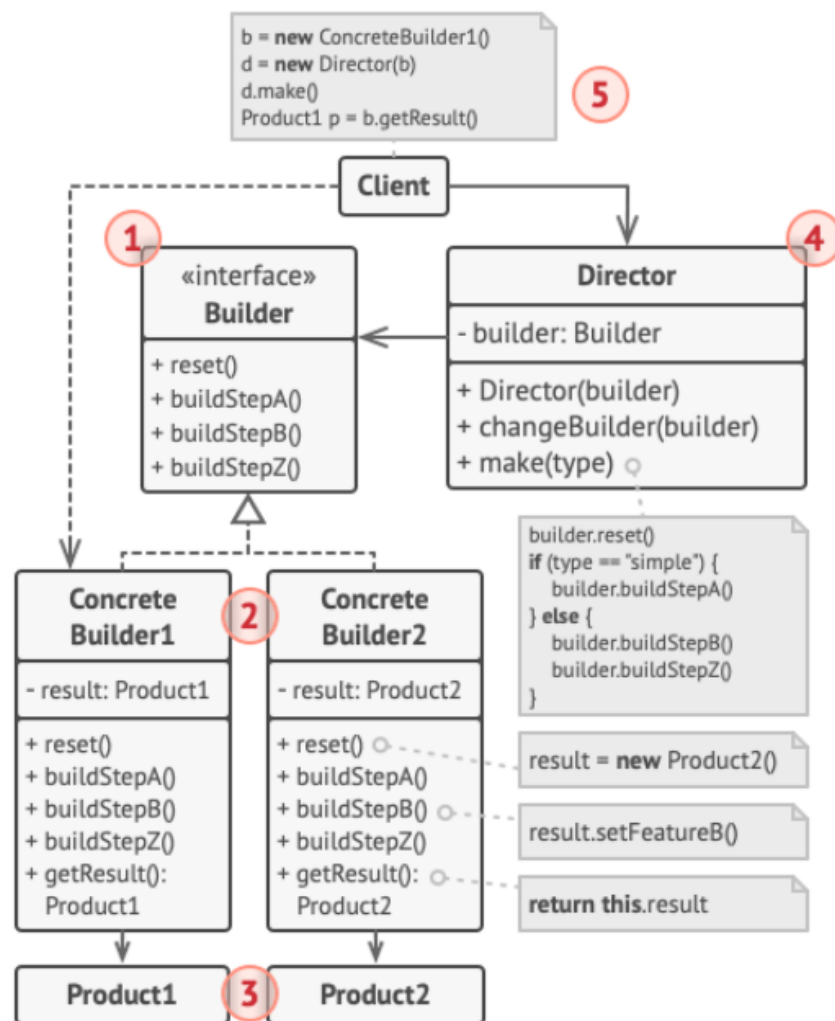 b = new ConcreteBuilder1()
d = new Director(b)
d.make()
Product1 p = b.getResult()
5
Client
1
«interface»
Builder
+ reset()
+ buildStepA()
+ buildStepB()
+ buildStepZ()
4
Director
- builder: Builder
+ Director(builder)
+ changeBuilder(builder)
+ make(type)
builder.reset()
if (type == "simple") {
builder.buildStepA()
} else {
builder.buildStepB()
builder.buildStepZ()
}
2
Concrete
Builder1
- result: Product1
+ reset()
+ buildStepA()
+ buildStepB()
+ buildStepZ()
+ getResult():
Product1
Concrete
Builder2
- result: Product2
+ reset()
+ buildStepA()
+ buildStepB()
+ buildStepZ()
+ getResult():
Product2
result = new Product2()
result.setFeatureB()
return this.result
Product1
3
Product2